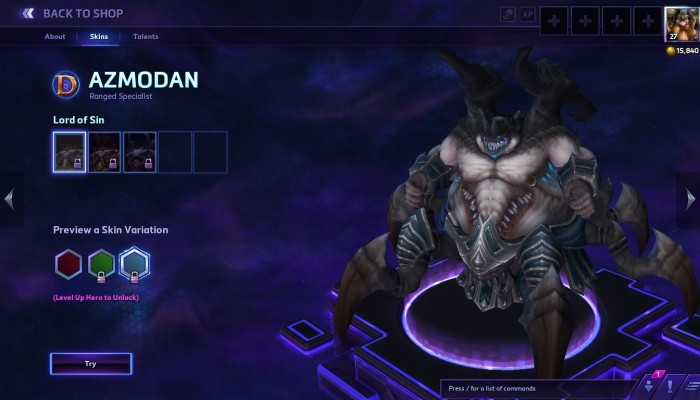 BACK TO SHOP
XP
27
15,840
About
Skins
Talents
AZMODAN
Ranged Specialist
Lord of Sin
Preview a Skin Variation
(Level Up Hero to Unlock)
Try
Press / for a list of commands
1